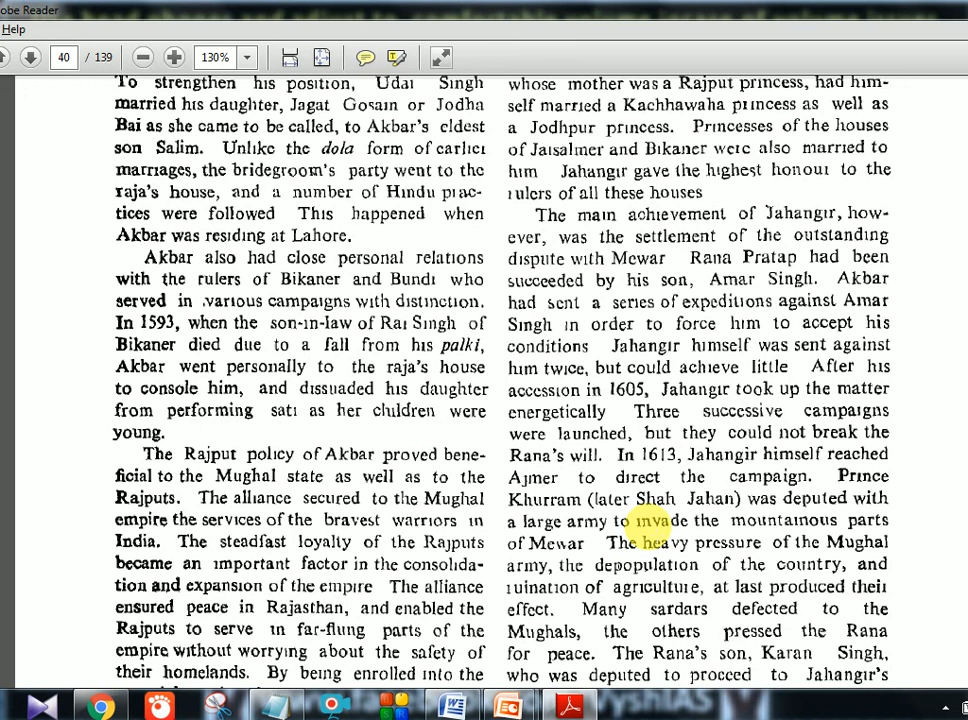 obe Reader
Help
40 / 139
130%
To strengthen his position, Udai Singh
married his daughter, Jagat Gosain or Jodha
Bai as she came to be called, to Akbar's eldest
son Salim. Unlike the dola form of earlier
marriages, the bridegroom's party went to the
raja's house, and a number of Hindu prac-
tices were followed This happened when
Akbar was residing at Lahore.
Akbar also had close personal relations
with the rulers of Bikaner and Bundi who
served in various campaigns with distinction.
In 1593, when the son-in-law of Rai Singh of
Bikaner died due to a fall from his palki,
Akbar went personally to the raja's house
to console him, and dissuaded his daughter
from performing sati as her children were
young.
The Rajput policy of Akbar proved bene-
ficial to the Mughal state as well as to the
Rajputs. The alliance secured to the Mughal
empire the services of the bravest warriors in
India. The steadfast loyalty of the Rajputs
became an important factor in the consolida-
tion and expansion of the empire The alliance
ensured peace in Rajasthan, and enabled the
Rajputs to serve in far-flung parts of the
empire without worrying about the safety of
their homelands. By being enrolled into the
whose mother was a Rajput princess, had him-
self married a Kachhawaha princess as well as
a Jodhpur princess. Princesses of the houses
of Jaisalmer and Bikaner were also married to
him Jahangir gave the highest honour to the
rulers of all these houses
The main achievement of Jahangir, how-
ever, was the settlement of the outstanding
dispute with Mewar Rana Pratap had been
succeeded by his son, Amar Singh. Akbar
had sent a series of expeditions against Amar
Singh in order to force him to accept his
conditions Jahangir himself was sent against
him twice, but could achieve little After his
accession in 1605, Jahangir took up the matter
energetically Three successive campaigns
were launched, but they could not break the
Rana's will. In 1613, Jahangir himself reached
Ajmer to direct the campaign. Prince
Khurram (later Shah Jahan) was deputed with
a large army to invade the mountainous parts
of Mewar The heavy pressure of the Mughal
army, the depopulation of the country, and
ruination of agriculture, at last produced their
effect. Many sardars defected to the
Mughals, the others pressed the Rana
for peace. The Rana's son, Karan Singh,
who was deputed to proceed to Jahangir's